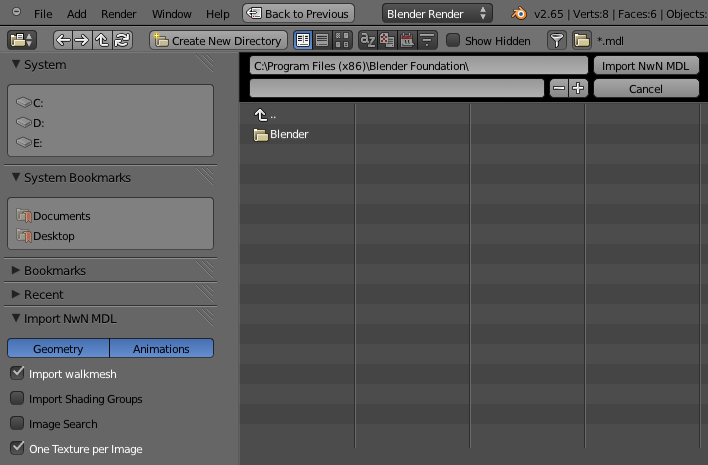 File Add Render Window Help Back to Previous Blender Render v2.65 | Verts:8 | Faces:6 | Objects:
Create New Directory Show Hidden *.mdl
System
C:\Program Files (x86)\Blender Foundation\ Import NwN MDL
Cancel
C:
D:
E:
..
Blender
System Bookmarks
Documents
Desktop
Bookmarks
Recent
Import NwN MDL
Geometry Animations
Import walkmesh
Import Shading Groups
Image Search
One Texture per Image